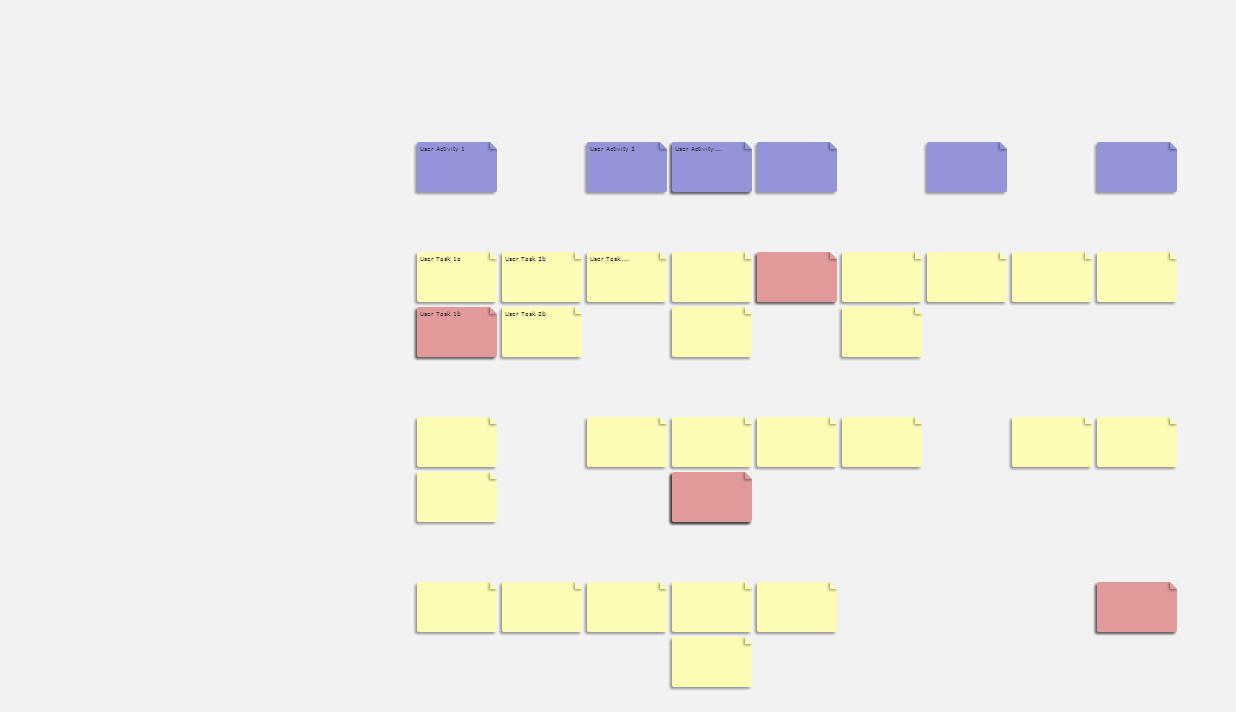 User Activity 1
User Activity 2
User Activity....
User Task 1a
User Task 2b
User Task....
User Task 1b
User Task 2b